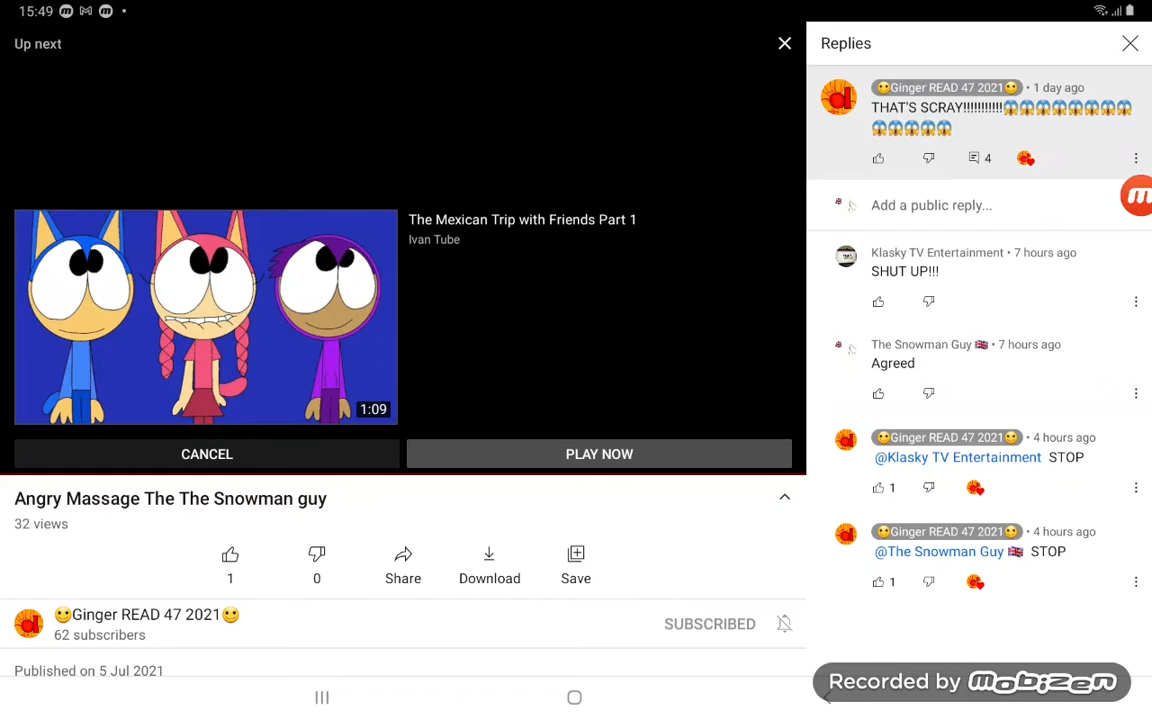 15:49
Up next
The Mexican Trip with Friends Part 1
Ivan Tube
1:09
CANCEL
PLAY NOW
Angry Massage The The Snowman guy
32 views
1
0
Share
Download
Save
🙂Ginger READ 47 2021🙂
62 subscribers
SUBSCRIBED
Published on 5 Jul 2021
Replies
🙂Ginger READ 47 2021🙂 • 1 day ago
THAT'S SCRAY!!!!!!!!!!!😱😱😱😱😱😱😱😱
😱😱😱😱😱
4
Add a public reply...
Klasky TV Entertainment • 7 hours ago
SHUT UP!!!
The Snowman Guy 🇬🇧 • 7 hours ago
Agreed
🙂Ginger READ 47 2021🙂 • 4 hours ago
@Klasky TV Entertainment STOP
1
🙂Ginger READ 47 2021🙂 • 4 hours ago
@The Snowman Guy 🇬🇧 STOP
1
Recorded by mobizen